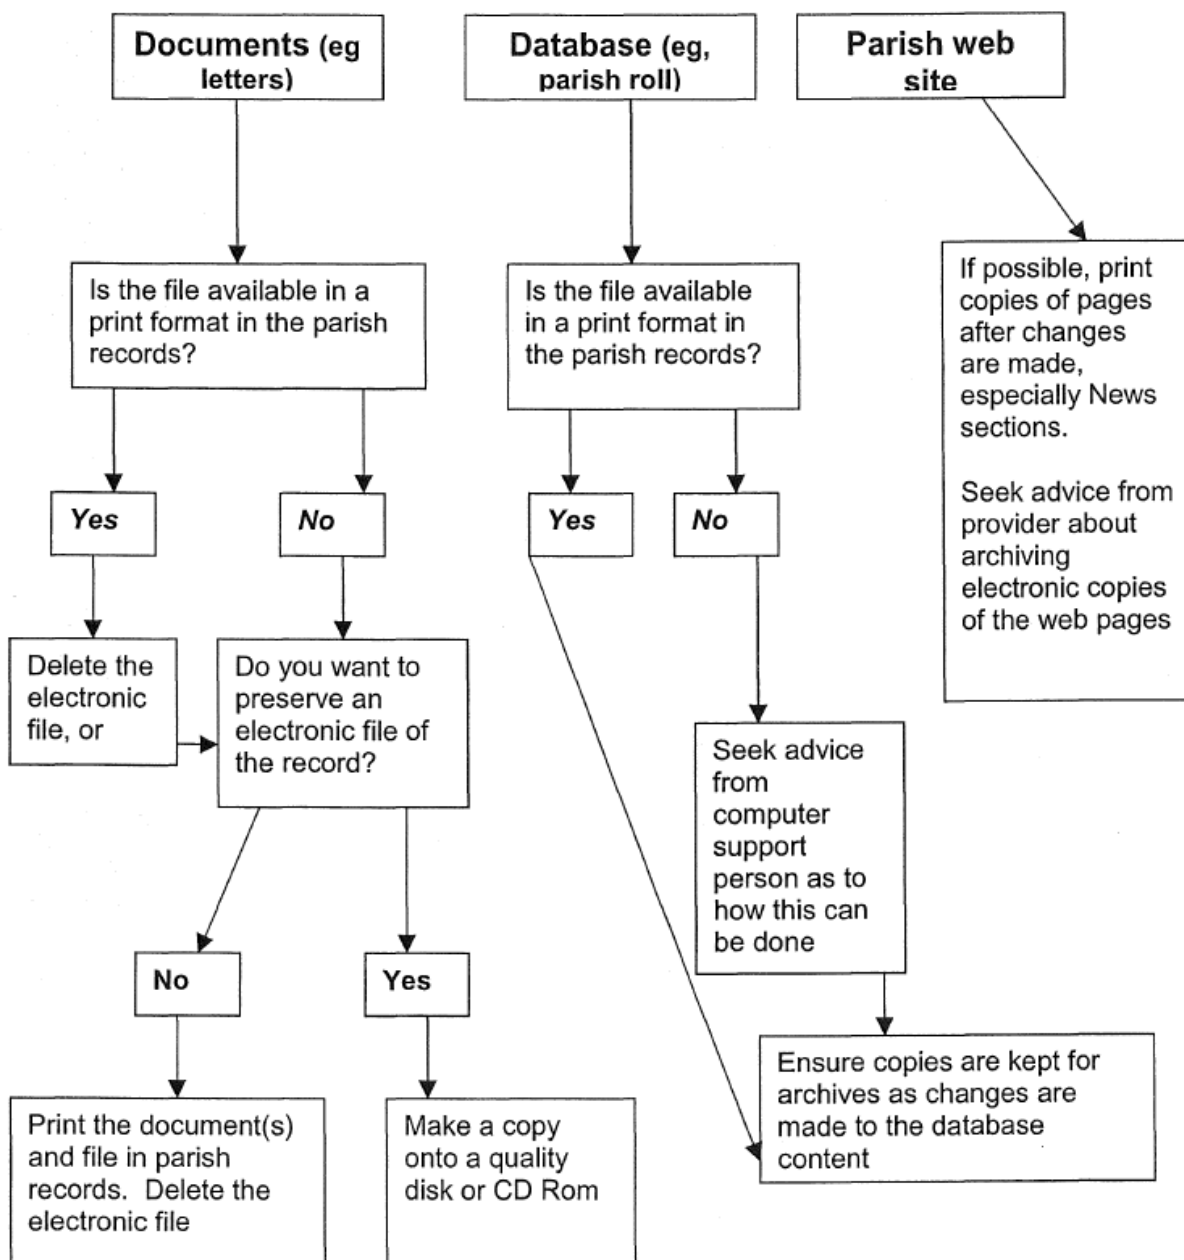 Documents (eg
letters)
Database (eg,
parish roll)
Parish web
site
Is the file available in a
print format in the parish
records?
Is the file available
in a print format in
the parish records?
If possible, print
copies of pages
after changes
are made,
especially News
sections.
Seek advice from
provider about
archiving
electronic copies
of the web pages
Yes
No
Yes
No
Delete the
electronic
file, or
Do you want to
preserve an
electronic file of
the record?
Seek advice
from
computer
support
person as to
how this can
be done
No
Yes
Ensure copies are kept for
archives as changes are
made to the database
content
Print the document(s)
and file in parish
records. Delete the
electronic file
Make a copy
onto a quality
disk or CD Rom